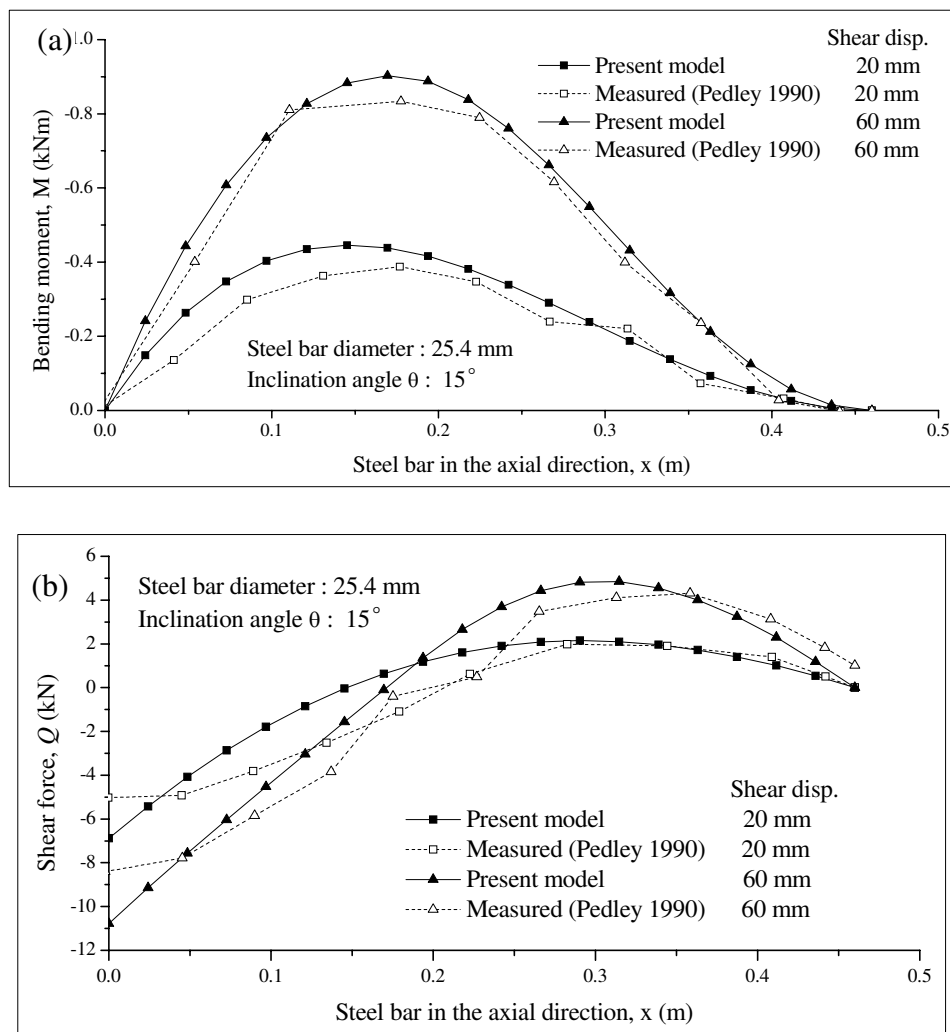 (a)
Shear disp.
Present model 20 mm
Measured (Pedley 1990) 20 mm
Present model 60 mm
Measured (Pedley 1990) 60 mm
Bending moment, M (kNm)
-1.0
-0.8
-0.6
-0.4
-0.2
0.0
Steel bar diameter : 25.4 mm
Inclination angle θ : 15°
0.0 0.1 0.2 0.3 0.4 0.5
Steel bar in the axial direction, x (m)
(b)
Steel bar diameter : 25.4 mm
Inclination angle θ : 15°
Shear force, Q (kN)
6
4
2
0
-2
-4
-6
-8
-10
-12
Shear disp.
Present model 20 mm
Measured (Pedley 1990) 20 mm
Present model 60 mm
Measured (Pedley 1990) 60 mm
0.0 0.1 0.2 0.3 0.4 0.5
Steel bar in the axial direction, x (m)